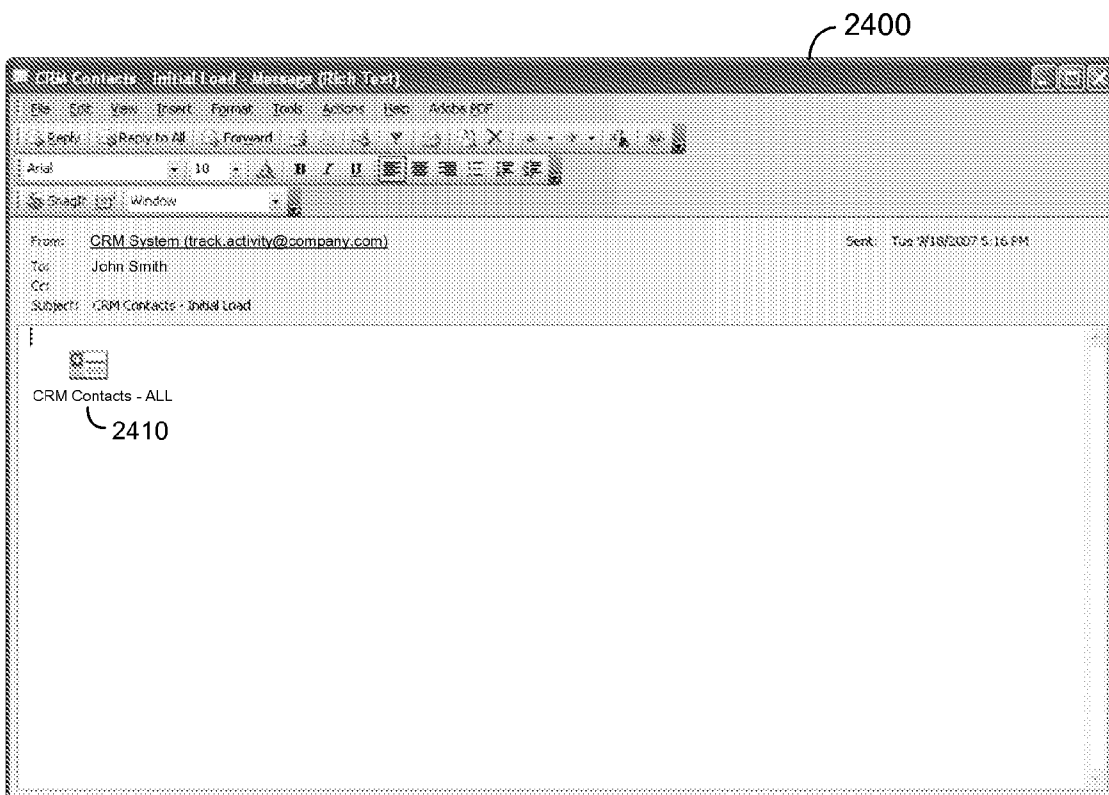 2400
CRM Contacts - Initial Load - Message (Rich Text)
File Edit View Insert Format Tools Actions Help Adobe PDF
Reply Reply to All Forward
Arial 10 A B I U
SnagIt Window
From: CRM System (track.activity@company.com) Sent: Tue 9/18/2007 5:16 PM
To: John Smith
Cc:
Subject: CRM Contacts - Initial Load
CRM Contacts - ALL
2410